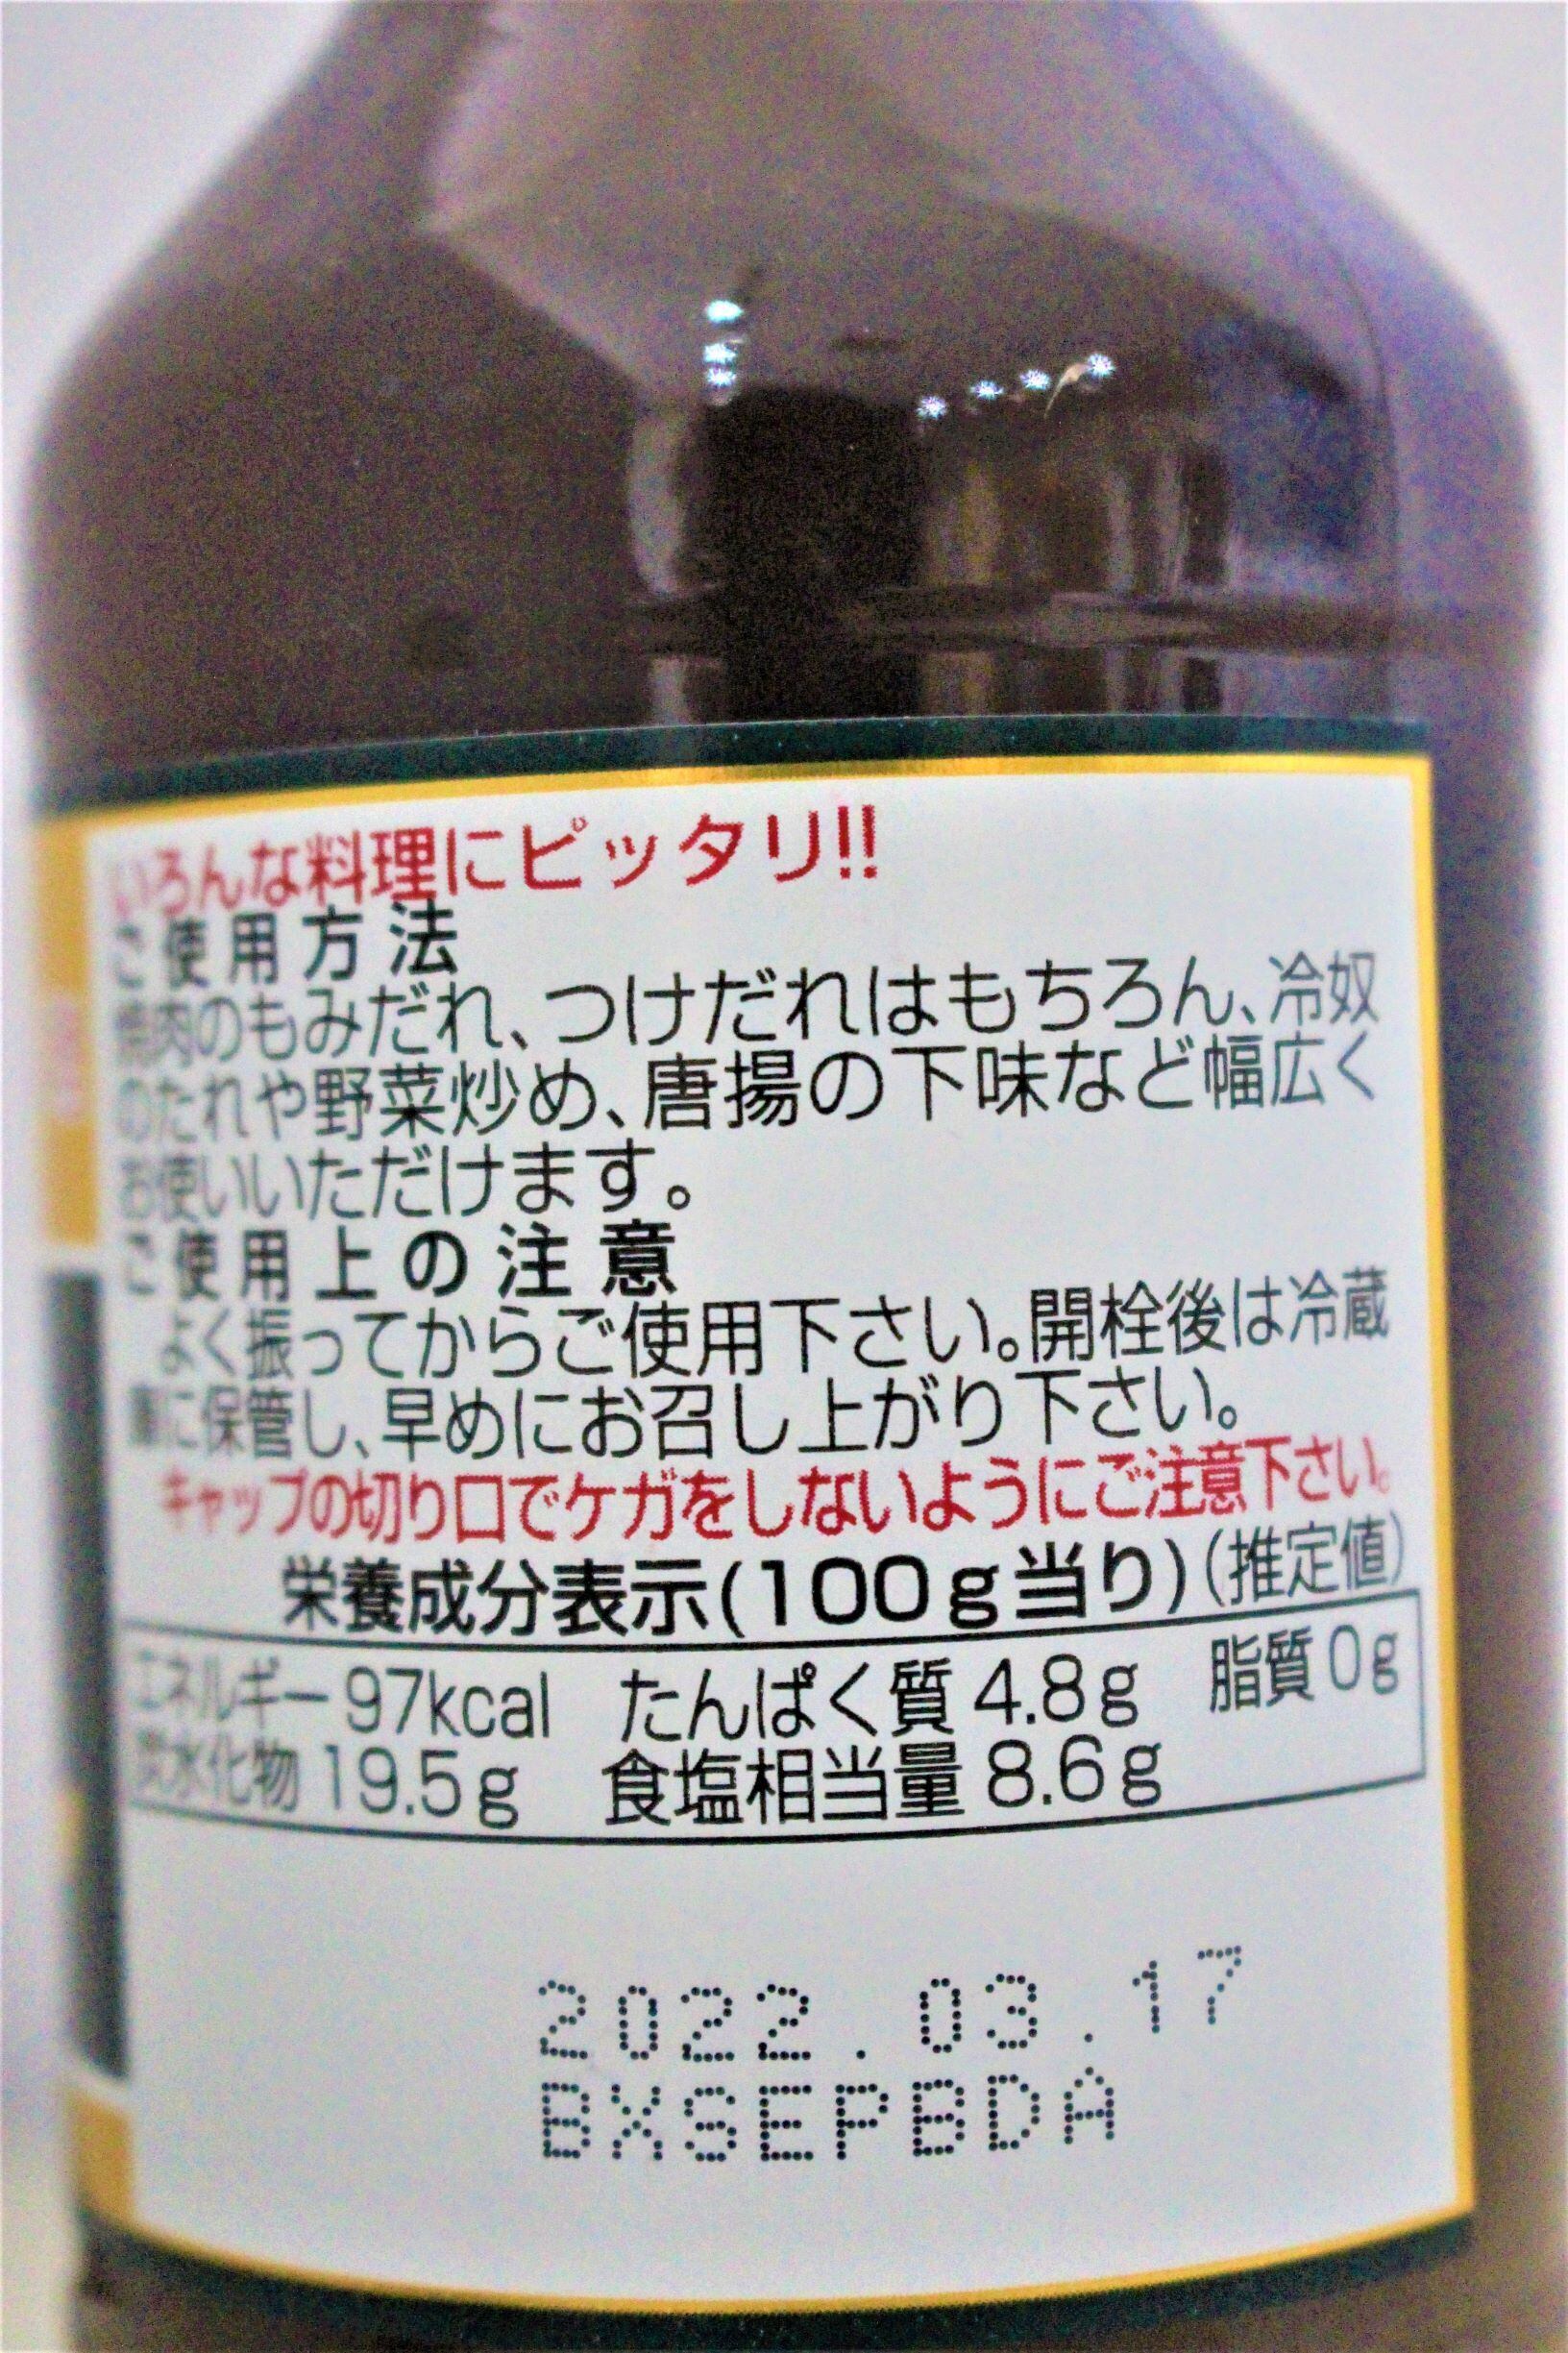 いろんな料理にピッタリ!!
ご使用方法
焼肉のもみだれ、つけだれはもちろん、冷奴
のたれや野菜炒め、唐揚の下味など幅広く
お使いいただけます。
ご使用上の注意
よく振ってからご使用下さい。開栓後は冷蔵
庫に保管し、早めにお召し上がり下さい。
キャップの切り口でケガをしないようにご注意下さい。
栄養成分表示(100g当り)(推定値)
エネルギー97kcal たんぱく質4.8g 脂質0g
炭水化物19.5g 食塩相当量8.6g
2022.03.17
BXSEPBDA